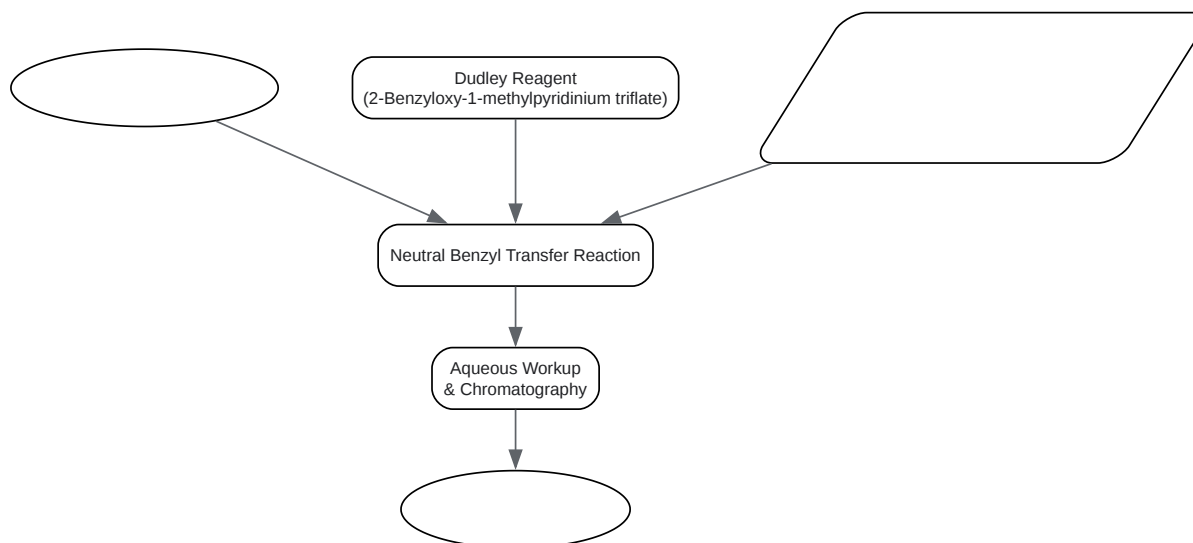 Dudley Reagent
(2-Benzyloxy-1-methylpyridinium triflate)
Neutral Benzyl Transfer Reaction
Aqueous Workup
& Chromatography